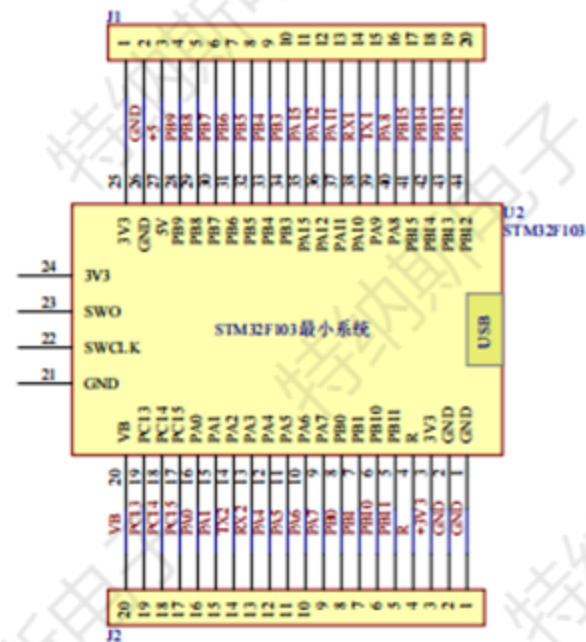 J1
1 2 3 4 5 6 7 8 9 10 11 12 13 14 15 16 17 18 19 20
GND +5 PB9 PB8 PB7 PB6 PB5 PB4 PB3 PA15 PA12 PA11 RX1 TX1 PA8 PB15 PB14 PB13 PB12
25 26 27 28 29 30 31 32 33 34 35 36 37 38 39 40 41 42 43 44
U2
STM32F103
3V3 GND 5V PB9 PB8 PB7 PB6 PB5 PB4 PB3 PA15 PA12 PA11 PA10 PA9 PA8 PB15 PB14 PB13 PB12
24 3V3
23 SWO
22 SWCLK
21 GND
STM32F103最小系统
USB
VB PC13 PC14 PC15 PA0 PA1 PA2 PA3 PA4 PA5 PA6 PA7 PB0 PB1 PB10 PB11 R 3V3 GND GND
20 19 18 17 16 15 14 13 12 11 10 9 8 7 6 5 4 3 2 1
VB PC13 PC14 PC15 PA0 PA1 TX2 RX2 PA4 PA5 PA6 PA7 PB0 PB1 PB10 PB11 R +3V3 GND GND
20 19 18 17 16 15 14 13 12 11 10 9 8 7 6 5 4 3 2 1
J2
特纳斯电子